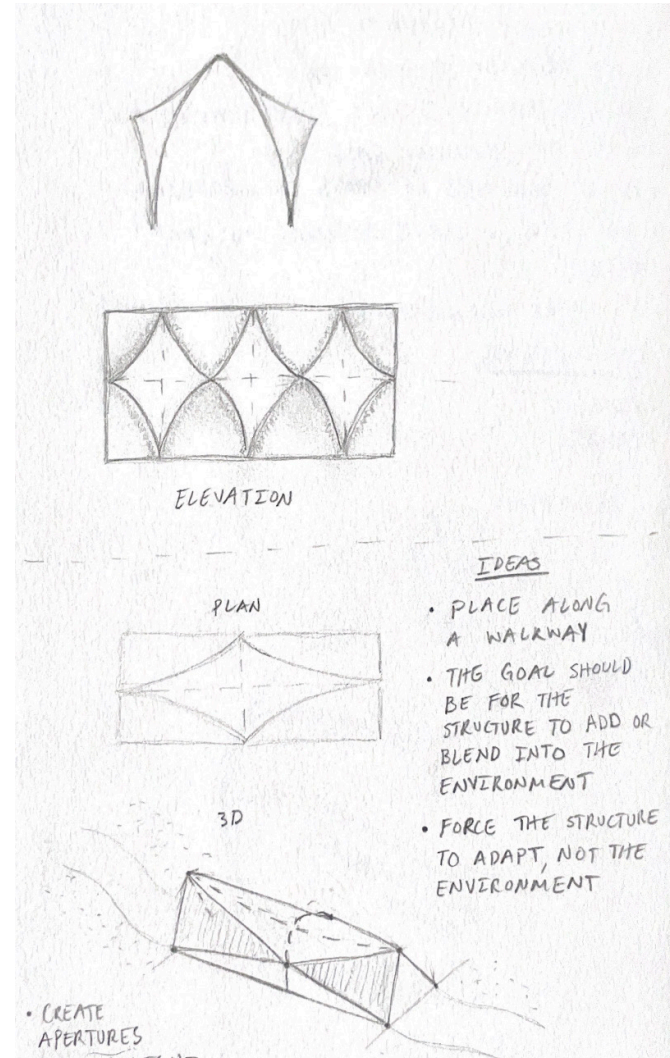 ELEVATION
IDEAS
PLAN
• PLACE ALONG
A WALKWAY
• THE GOAL SHOULD
BE FOR THE
STRUCTURE TO ADD OR
BLEND INTO THE
ENVIRONMENT
3D
• FORCE THE STRUCTURE
TO ADAPT, NOT THE
ENVIRONMENT
• CREATE
APERTURES